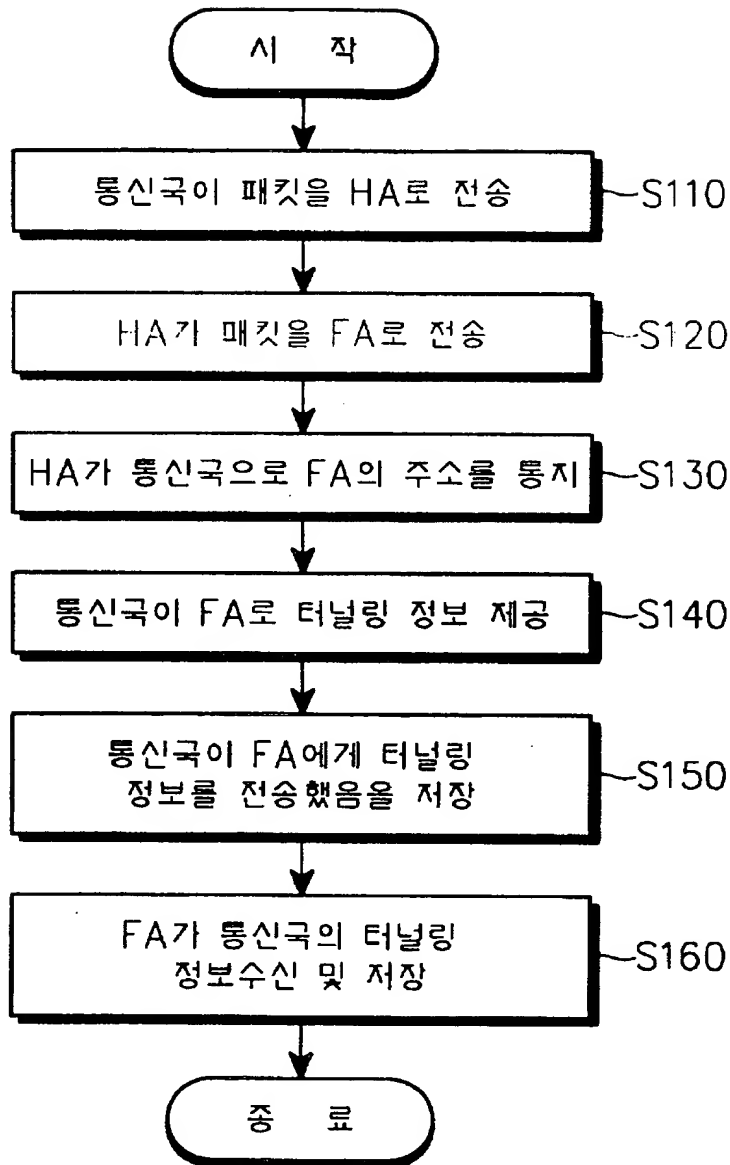 시 작
통신국이 패킷을 HA로 전송 S110
HA가 패킷을 FA로 전송 S120
HA가 통신국으로 FA의 주소를 통지 S130
통신국이 FA로 터널링 정보 제공 S140
통신국이 FA에게 터널링
정보를 전송했음을 저장 S150
FA가 통신국의 터널링
정보수신 및 저장 S160
종 료